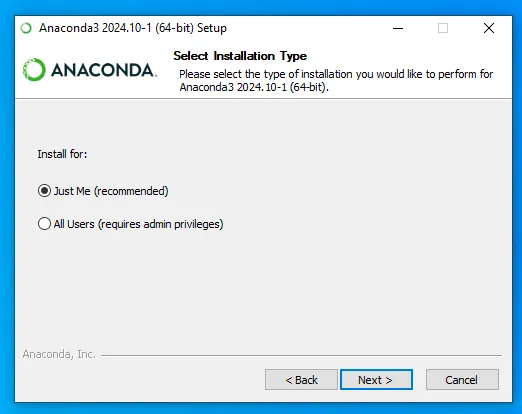 Anaconda3 2024.10-1 (64-bit) Setup
ANACONDA.
Select Installation Type
Please select the type of installation you would like to perform for
Anaconda3 2024.10-1 (64-bit).
Install for:
Just Me (recommended)
All Users (requires admin privileges)
Anaconda, Inc.
< Back
Next >
Cancel